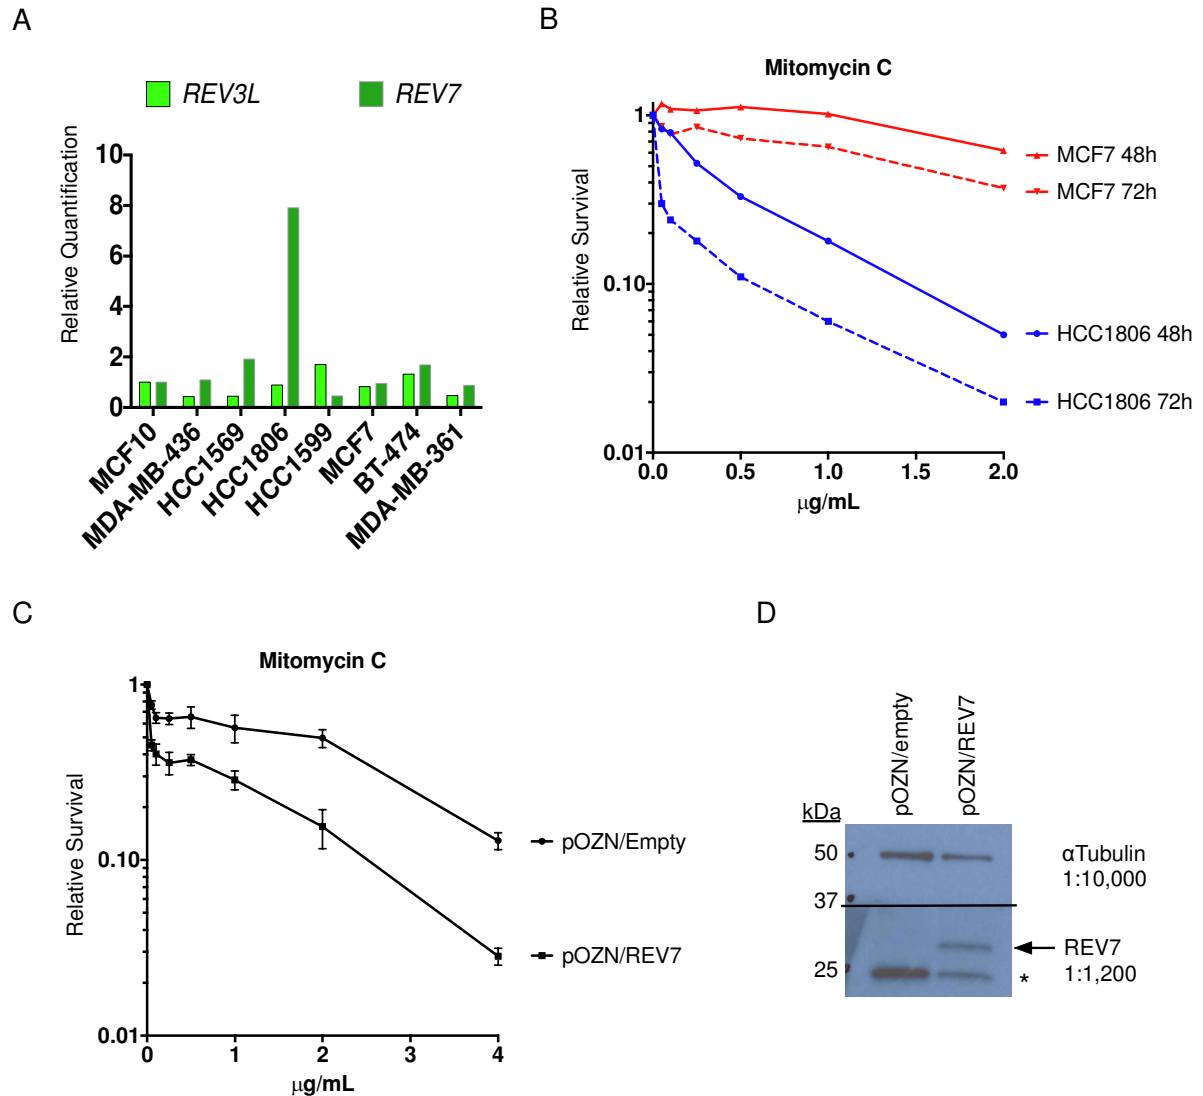 A
REV3L
REV7
Relative Quantification
10
8
6
4
2
0
MCF10
MDA-MB-436
HCC1569
HCC1806
HCC1599
MCF7
BT-474
MDA-MB-361
B
Mitomycin C
Relative Survival
1
0.10
0.01
0.0
0.5
1.0
1.5
2.0
μg/mL
MCF7 48h
MCF7 72h
HCC1806 48h
HCC1806 72h
C
Mitomycin C
Relative Survival
1
0.10
0.01
0
1
2
3
4
μg/mL
pOZN/Empty
pOZN/REV7
D
pOZN/empty
pOZN/REV7
kDa
50
37
25
αTubulin
1:10,000
REV7
1:1,200
*